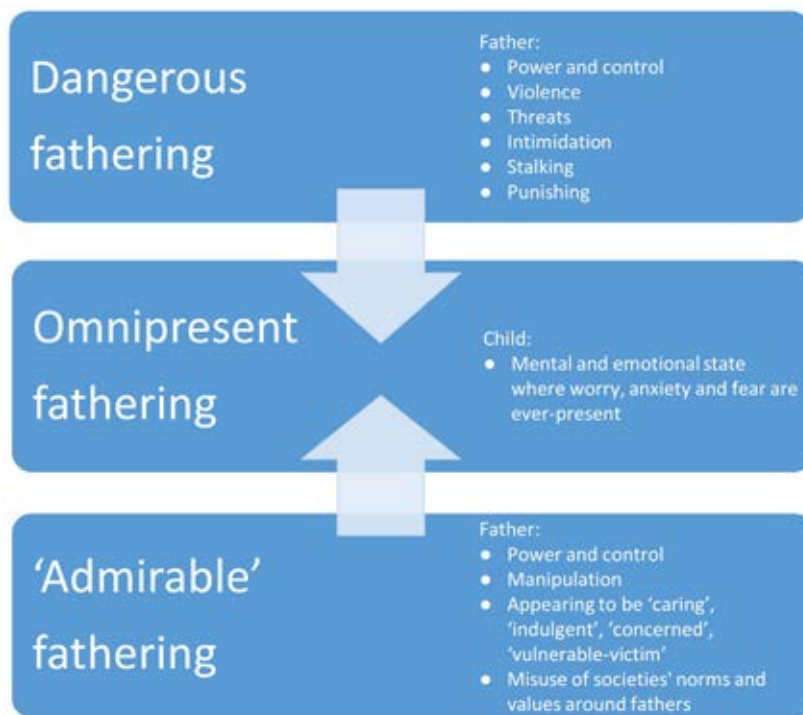 Dangerous
fathering
Father:
● Power and control
● Violence
● Threats
● Intimidation
● Stalking
● Punishing
Omnipresent
fathering
Child:
● Mental and emotional state
where worry, anxiety and fear are
ever-present
‘Admirable’
fathering
Father:
● Power and control
● Manipulation
● Appearing to be ‘caring’,
‘indulgent’, ‘concerned’,
‘vulnerable-victim’
● Misuse of societies' norms and
values around fathers